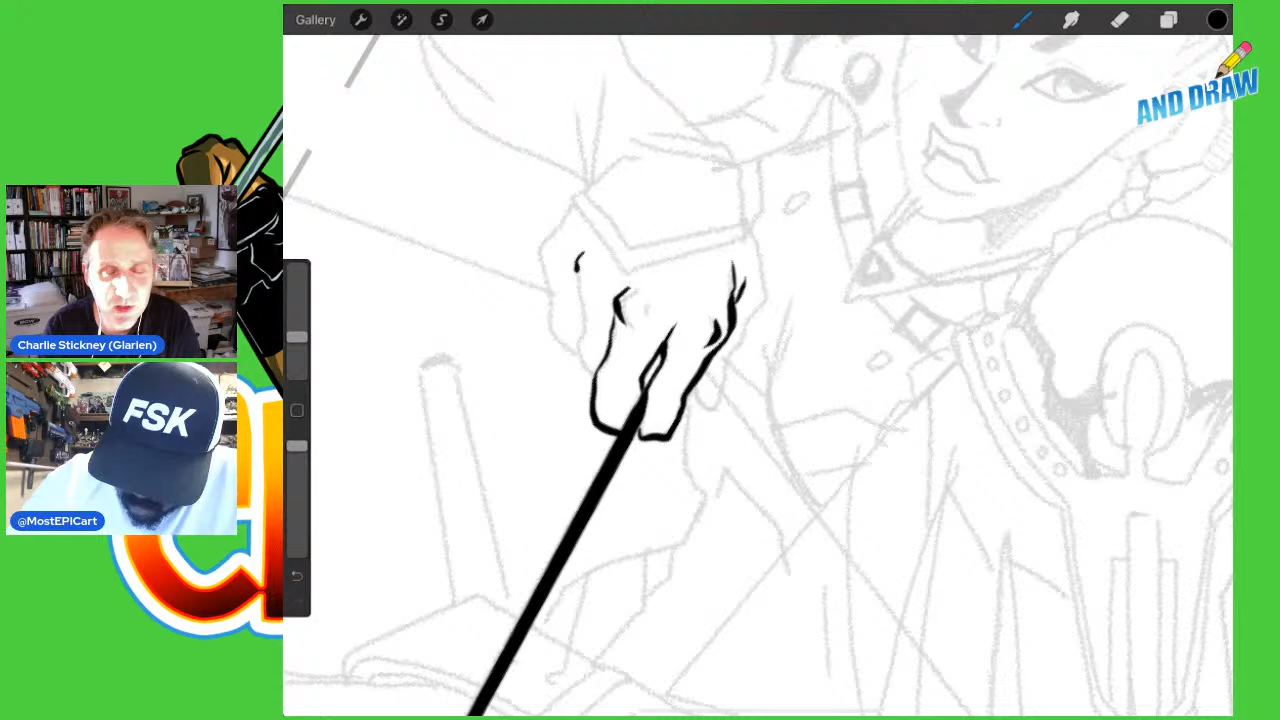 Gallery
AND DRAW
Charlie Stickney (Glarien)
FSK
@MostEPICart